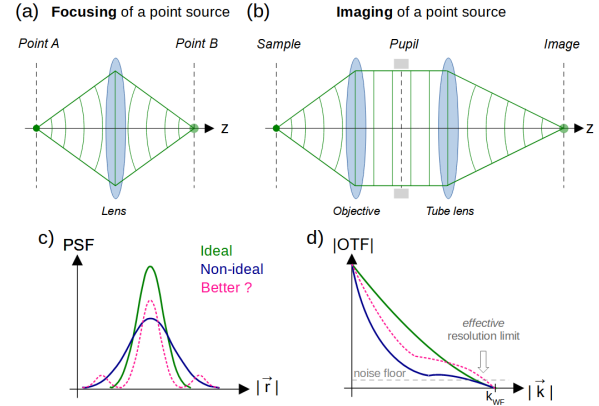 (a) Focusing of a point source
Point A
Point B
z
Lens
(b) Imaging of a point source
Sample
Pupil
Image
z
Objective
Tube lens
c)
PSF
Ideal
Non-ideal
Better ?
|r⃗|
d)
|OTF|
effective
resolution limit
noise floor
k_WF
|k⃗|